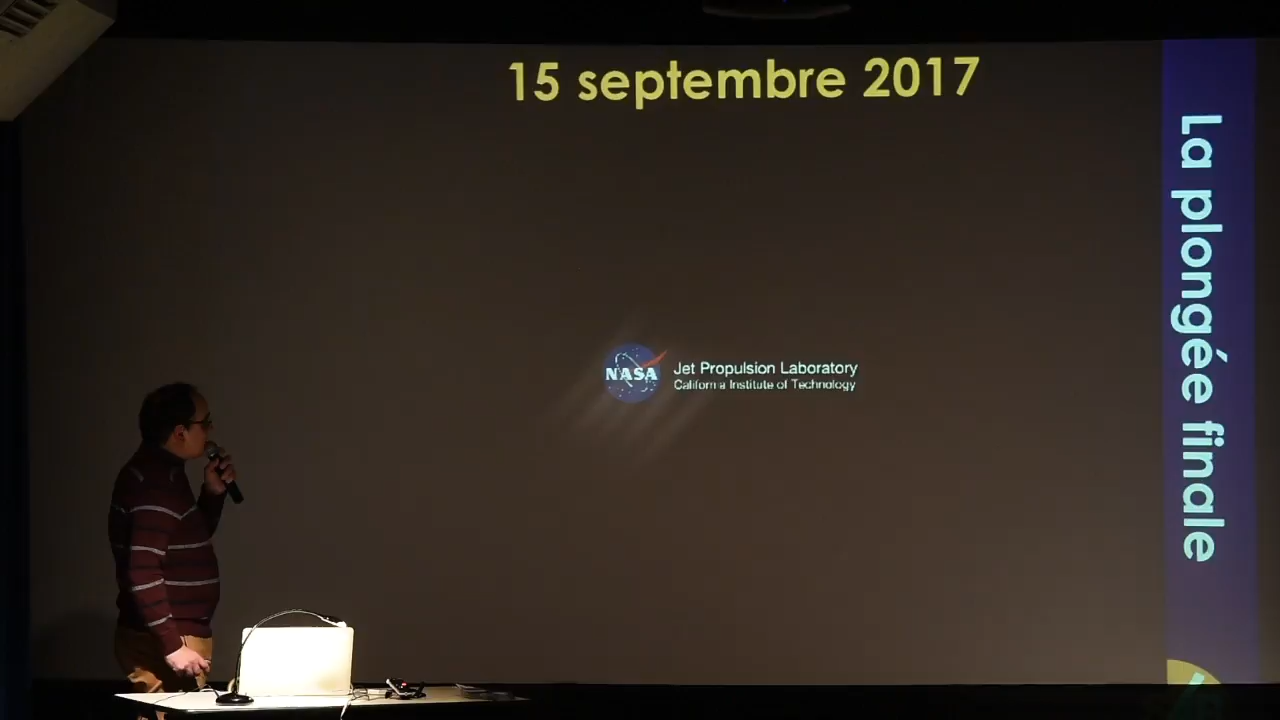 15 septembre 2017
La plongée finale
NASA
Jet Propulsion Laboratory
California Institute of Technology